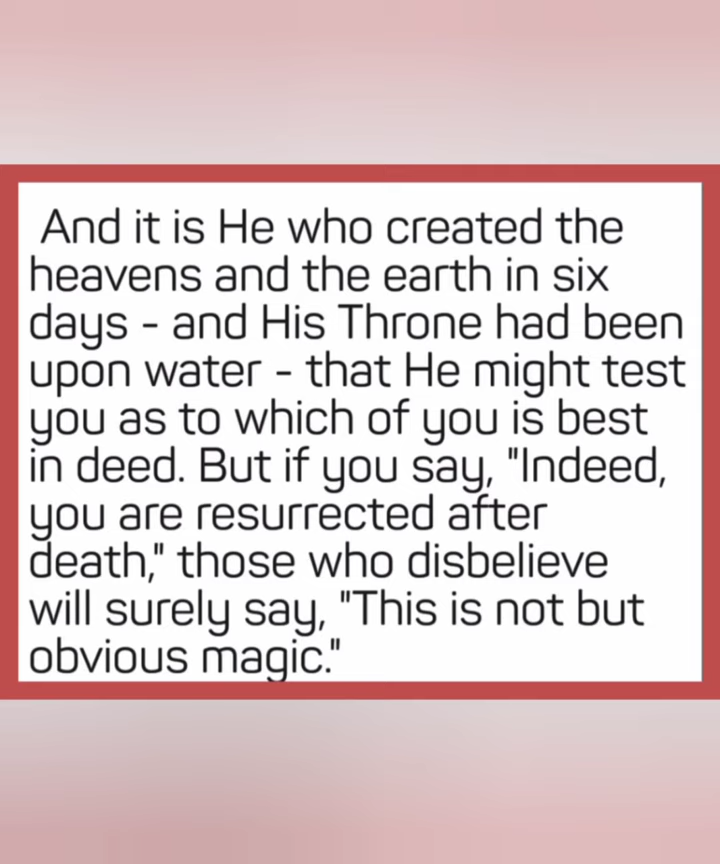 And it is He who created the
heavens and the earth in six
days - and His Throne had been
upon water - that He might test
you as to which of you is best
in deed. But if you say, "Indeed,
you are resurrected after
death," those who disbelieve
will surely say, "This is not but
obvious magic."